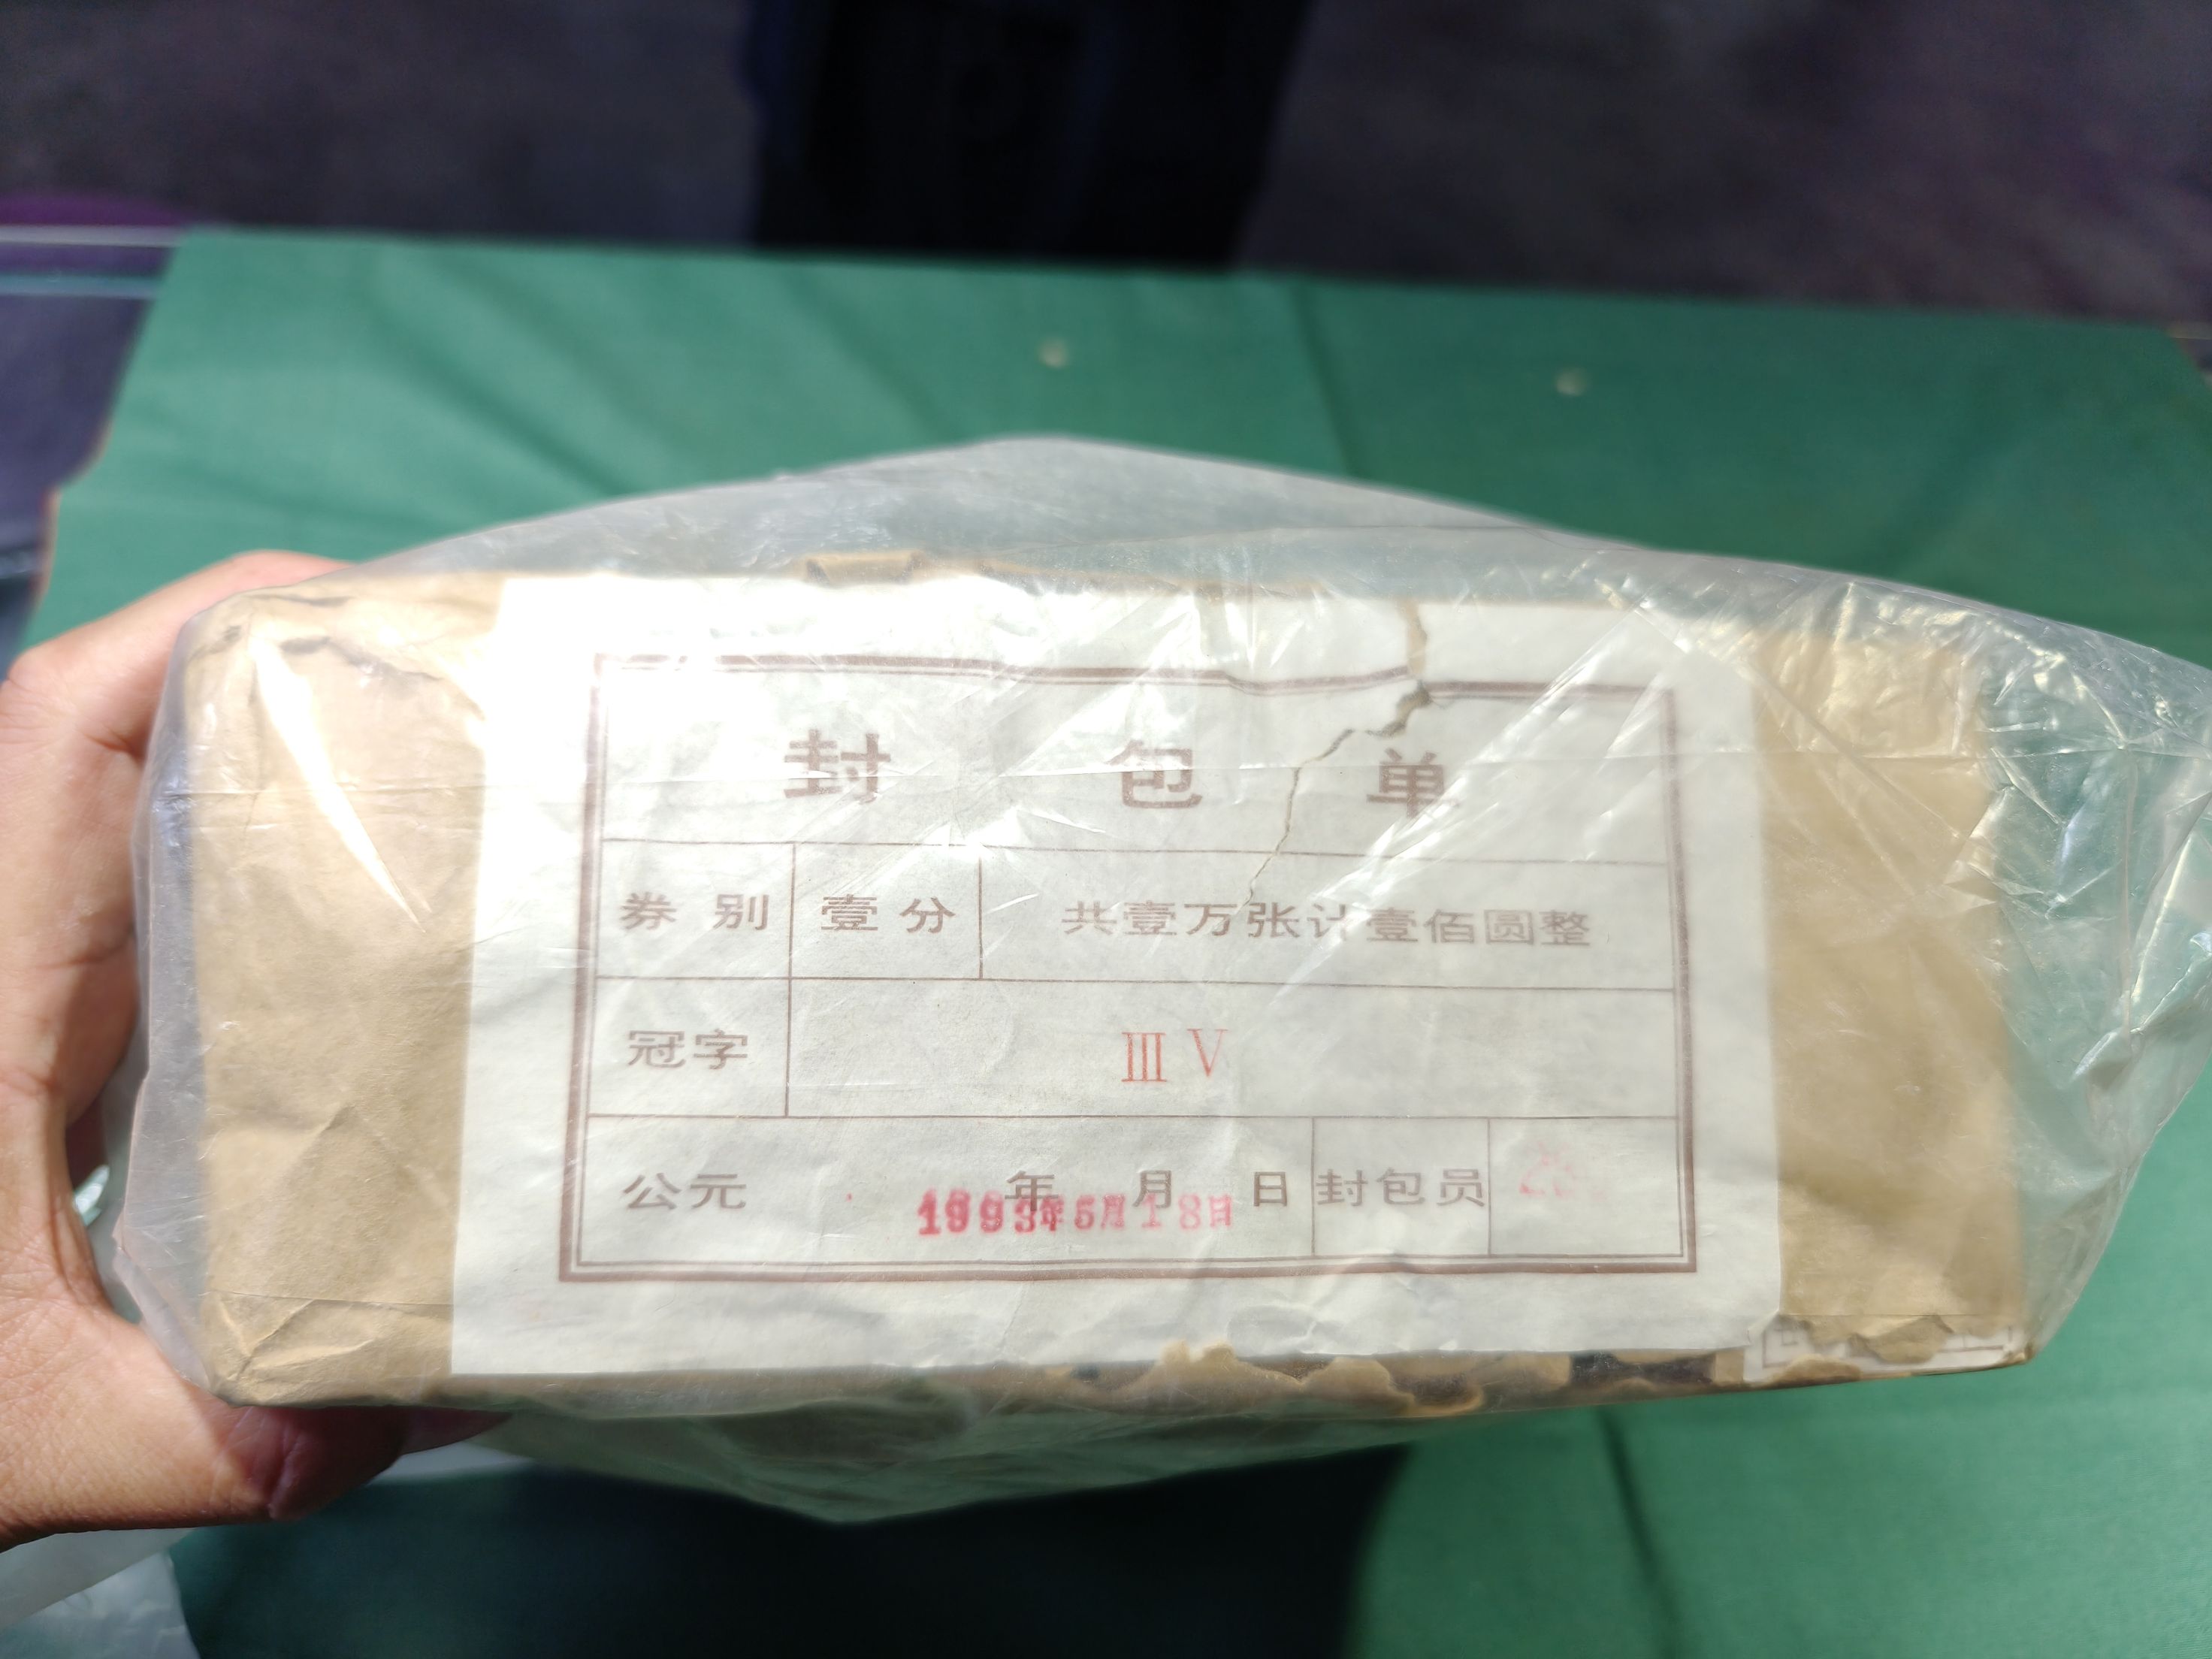 封包单
券别 壹分 共壹万张计壹佰圆整
冠字 III V
公元 年 月 日 封包员
1993年5月18日